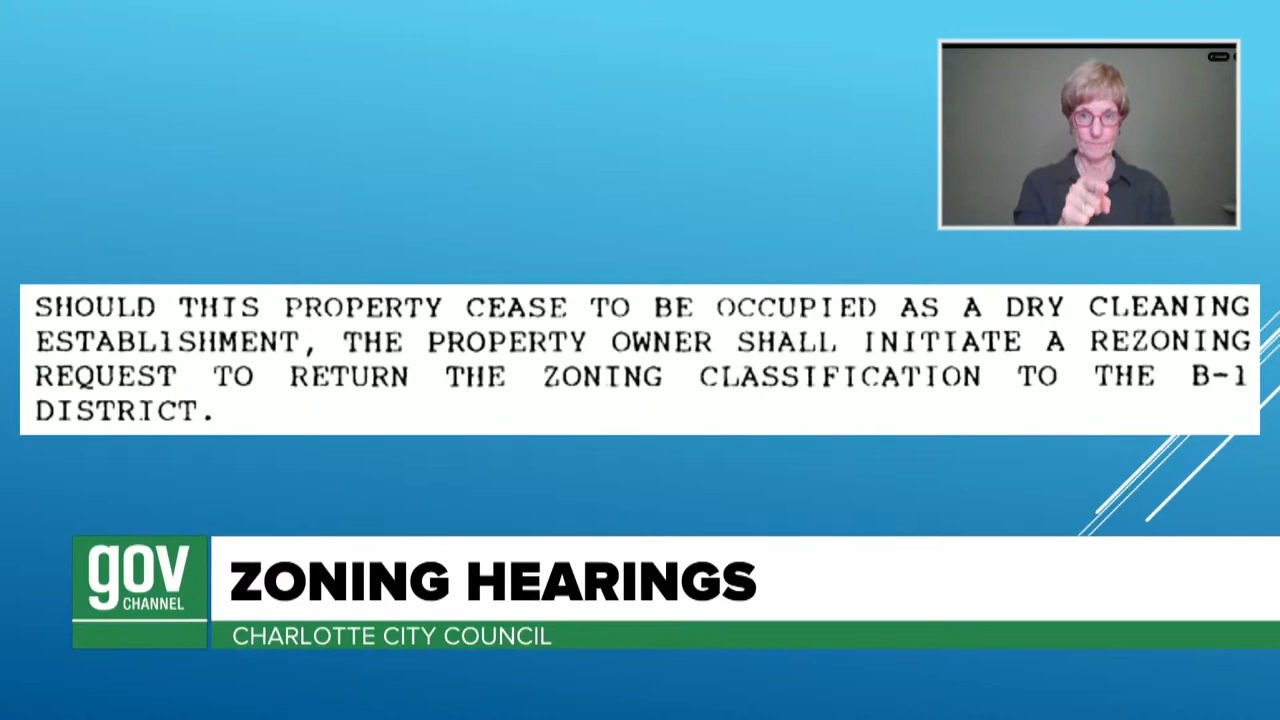 SHOULD THIS PROPERTY CEASE TO BE OCCUPIED AS A DRY CLEANING
ESTABLISHMENT, THE PROPERTY OWNER SHALL INITIATE A REZONING
REQUEST TO RETURN THE ZONING CLASSIFICATION TO THE B-1
DISTRICT.
gov
CHANNEL
ZONING HEARINGS
CHARLOTTE CITY COUNCIL